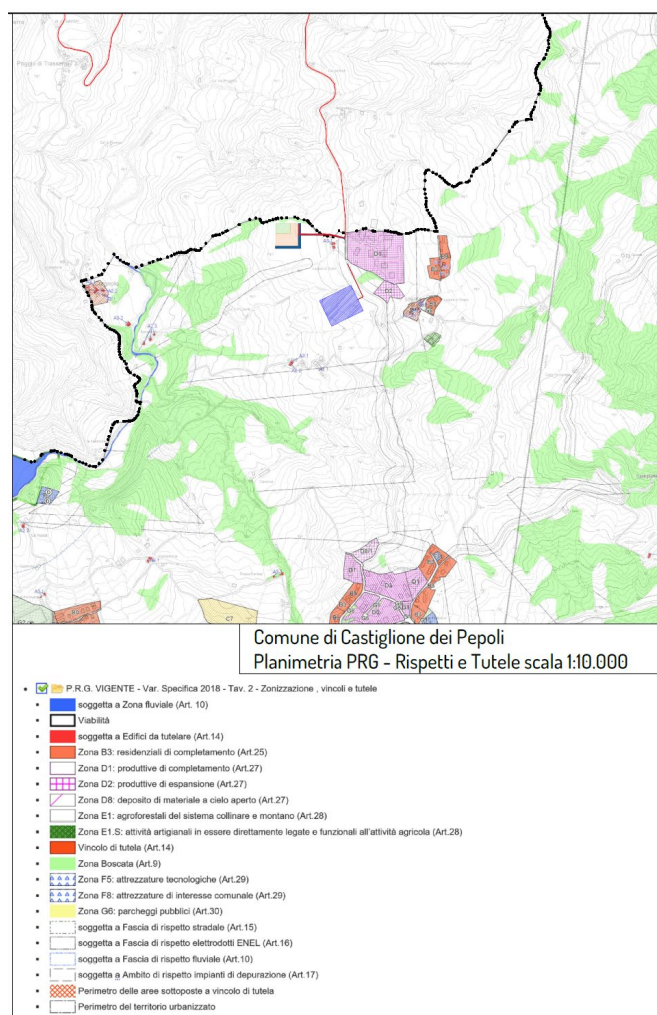 C7
Comune di Castiglione dei Pepoli
Planimetria PRG - Rispetti e Tutele scala 1:10.000
P.R.G. VIGENTE - Var. Specifica 2018 - Tav. 2 - Zonizzazione , vincoli e tutele
soggetta a Zona fluviale (Art. 10)
Viabilità
soggetta a Edifici da tutelare (Art.14)
Zona B3: residenziali di completamento (Art.25)
Zona D1: produttive di completamento (Art.27)
Zona D2: produttive di espansione (Art.27)
Zona D8: deposito di materiale a cielo aperto (Art.27)
Zona E1: agroforestali del sistema collinare e montano (Art.28)
Zona E1.S: attività artigianali in essere direttamente legate e funzionali all'attività agricola (Art.28)
Vincolo di tutela (Art.14)
Zona Boscata (Art.9)
Zona F5: attrezzature tecnologiche (Art.29)
Zona F8: attrezzature di interesse comunale (Art.29)
Zona G6: parcheggi pubblici (Art.30)
soggetta a Fascia di rispetto stradale (Art.15)
soggetta a Fascia di rispetto elettrodotti ENEL (Art.16)
soggetta a Fascia di rispetto fluviale (Art.10)
soggetta a Ambito di rispetto impianti di depurazione (Art.17)
Perimetro delle aree sottoposte a vincolo di tutela
Perimetro del territorio urbanizzato